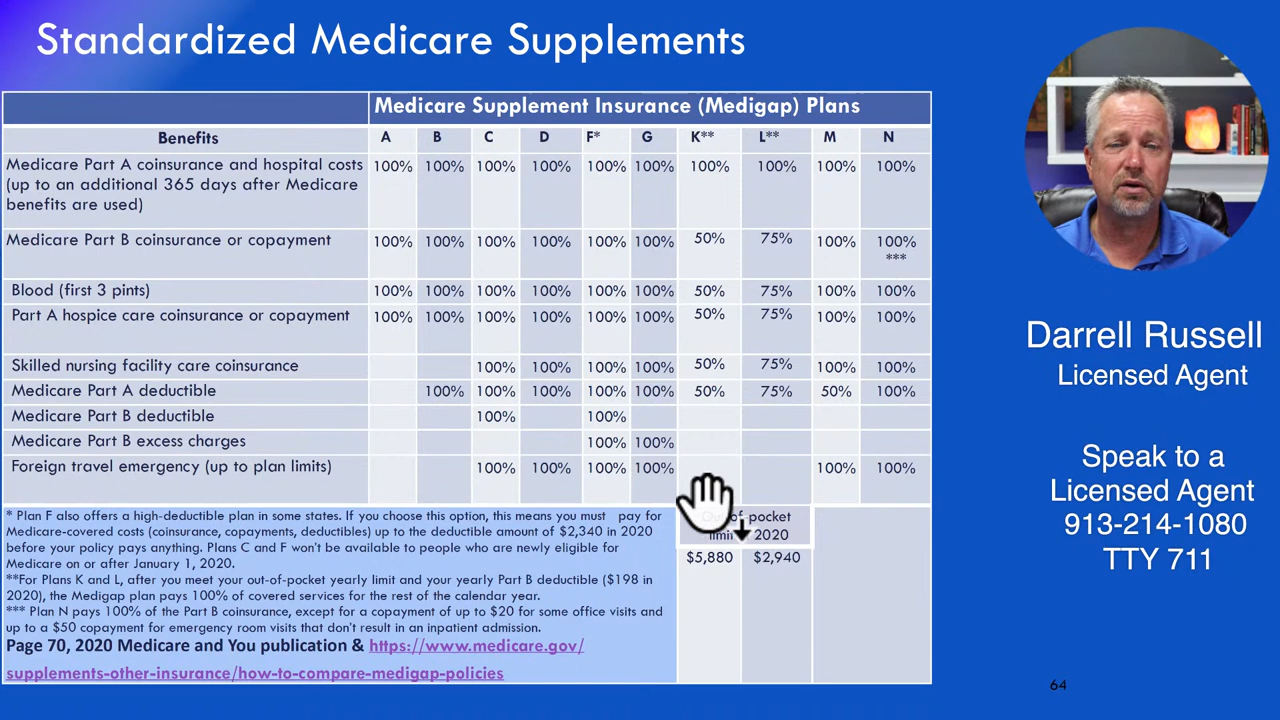 Standardized Medicare Supplements
Medicare Supplement Insurance (Medigap) Plans
Benefits A B C D F* G K** L** M N
Medicare Part A coinsurance and hospital costs 100% 100% 100% 100% 100% 100% 100% 100% 100% 100%
(up to an additional 365 days after Medicare
benefits are used)
Medicare Part B coinsurance or copayment 100% 100% 100% 100% 100% 100% 50% 75% 100% 100%
***
Blood (first 3 pints) 100% 100% 100% 100% 100% 100% 50% 75% 100% 100%
Part A hospice care coinsurance or copayment 100% 100% 100% 100% 100% 100% 50% 75% 100% 100%
Skilled nursing facility care coinsurance 100% 100% 100% 100% 50% 75% 100% 100%
Medicare Part A deductible 100% 100% 100% 100% 100% 50% 75% 50% 100%
Medicare Part B deductible 100% 100%
Medicare Part B excess charges 100% 100%
Foreign travel emergency (up to plan limits) 100% 100% 100% 100% 100% 100%
* Plan F also offers a high-deductible plan in some states. If you choose this option, this means you must pay for
Medicare-covered costs (coinsurance, copayments, deductibles) up to the deductible amount of $2,340 in 2020
before your policy pays anything. Plans C and F won't be available to people who are newly eligible for
Medicare on or after January 1, 2020.
**For Plans K and L, after you meet your out-of-pocket yearly limit and your yearly Part B deductible ($198 in
2020), the Medigap plan pays 100% of covered services for the rest of the calendar year.
*** Plan N pays 100% of the Part B coinsurance, except for a copayment of up to $20 for some office visits and
up to a $50 copayment for emergency room visits that don't result in an inpatient admission.
Page 70, 2020 Medicare and You publication & https://www.medicare.gov/
supplements-other-insurance/how-to-compare-medigap-policies
pocket
2020
$5,880 $2,940
Darrell Russell
Licensed Agent
Speak to a
Licensed Agent
913-214-1080
TTY 711
64